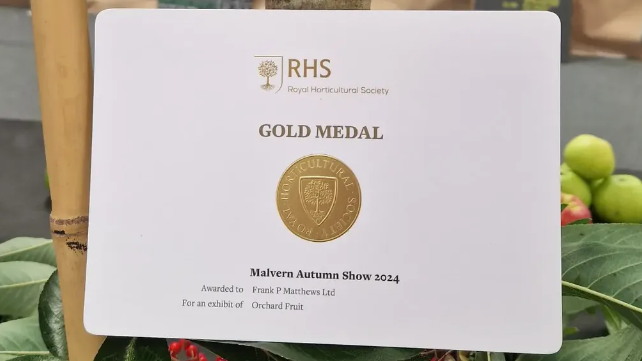 RHS
Royal Horticultural Society
GOLD MEDAL
ROYAL HORTICULTURAL SOCIETY
Malvern Autumn Show 2024
Awarded to Frank P Matthews Ltd
For an exhibit of Orchard Fruit